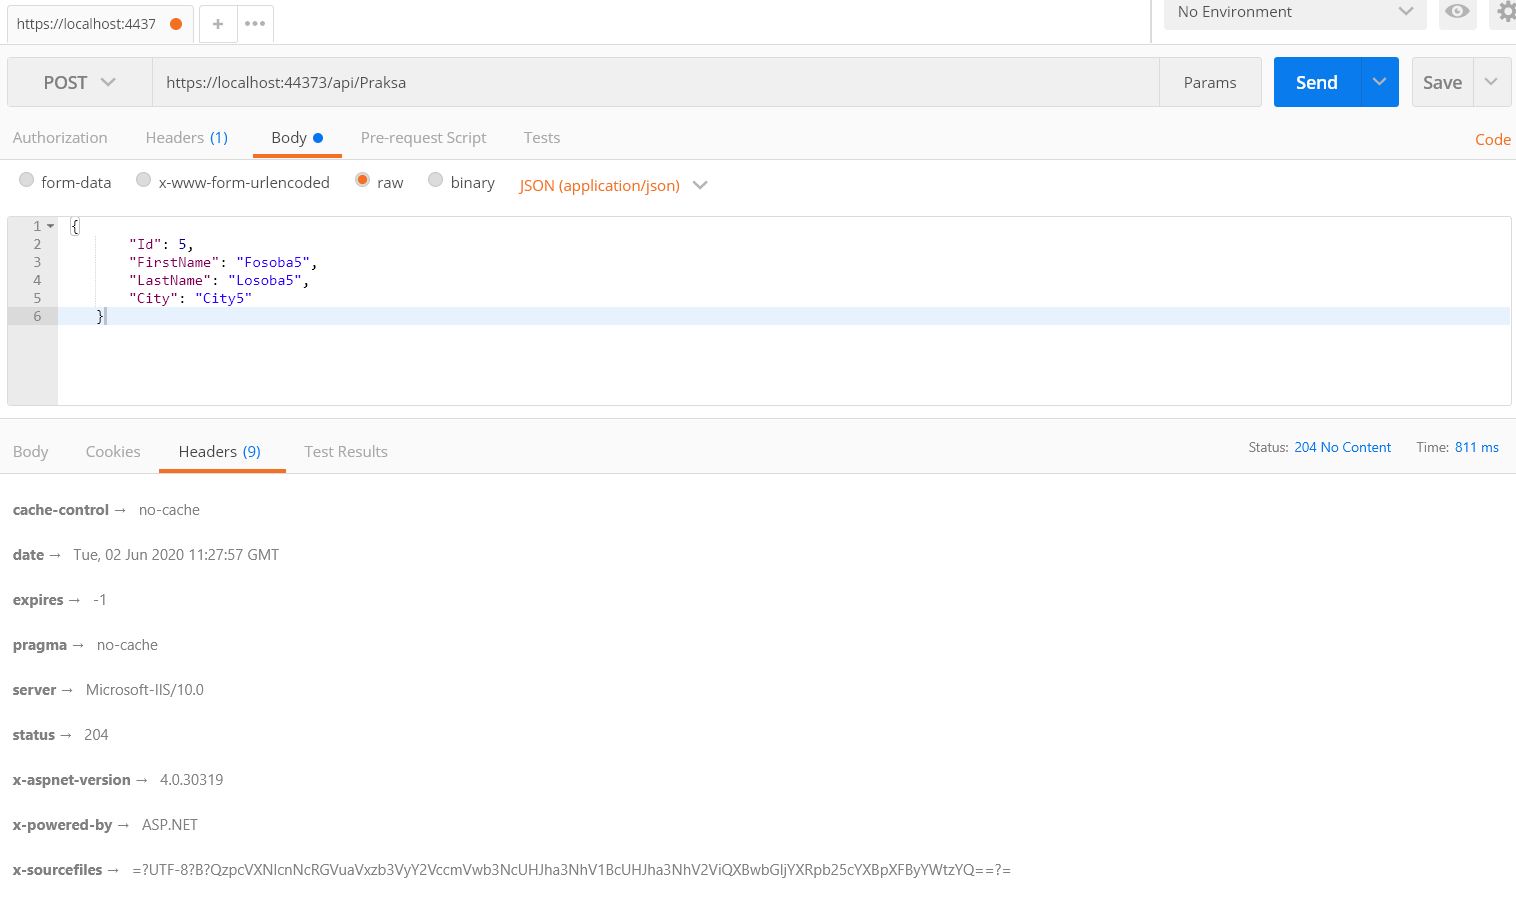 https://localhost:4437
No Environment
POST https://localhost:44373/api/Praksa Params Send Save
Authorization Headers (1) Body Pre-request Script Tests Code
form-data x-www-form-urlencoded raw binary JSON (application/json)
1 {
2 "Id": 5,
3 "FirstName": "Fosoba5",
4 "LastName": "Losoba5",
5 "City": "City5"
6 }
Body Cookies Headers (9) Test Results Status: 204 No Content Time: 811 ms
cache-control → no-cache
date → Tue, 02 Jun 2020 11:27:57 GMT
expires → -1
pragma → no-cache
server → Microsoft-IIS/10.0
status → 204
x-aspnet-version → 4.0.30319
x-powered-by → ASP.NET
x-sourcefiles → =?UTF-8?B?QzpcVXNlcnNcRGVuaVxzb3VyY2VccmVwb3NcUHJha3NhV1BcUHJha3NhV2ViQXBwbGljYXRpb25cYXBpXFByYWtzYQ==?=